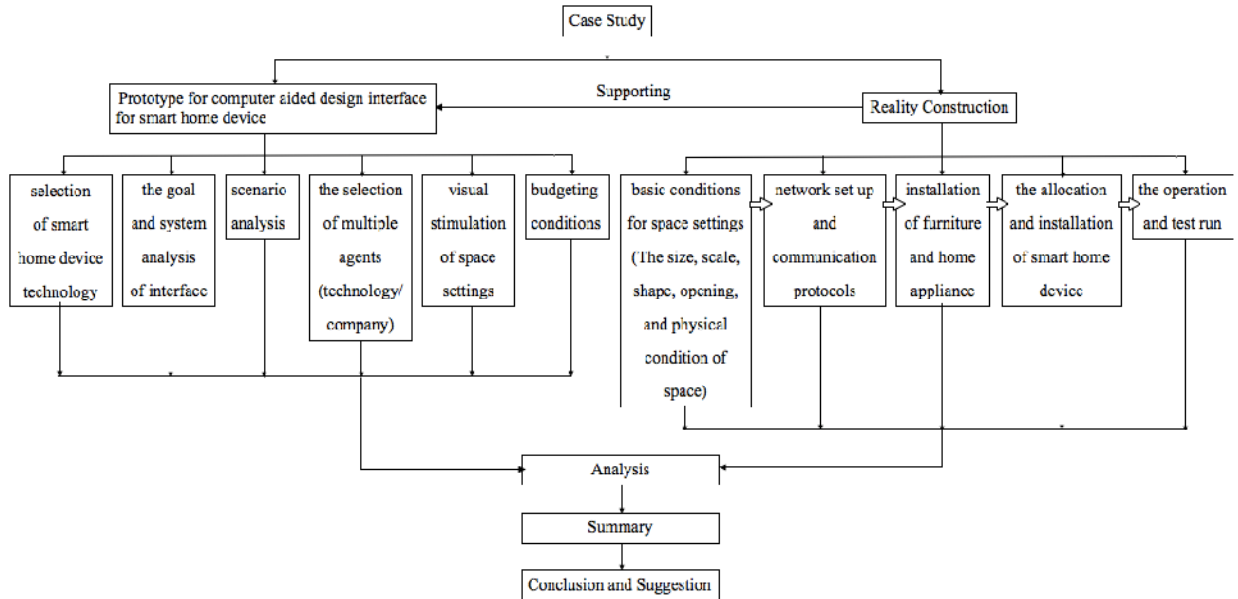 Case Study
Prototype for computer aided design interface
for smart home device
Supporting
Reality Construction
selection
of smart
home device
technology
the goal
and system
analysis
of interface
scenario
analysis
the selection
of multiple
agents
(technology/
company)
visual
stimulation
of space
settings
budgeting
conditions
basic conditions
for space settings
(The size, scale,
shape, opening,
and physical
condition of
space)
network set up
and
communication
protocols
installation
of furniture
and home
appliance
the allocation
and installation
of smart home
device
the operation
and test run
Analysis
Summary
Conclusion and Suggestion